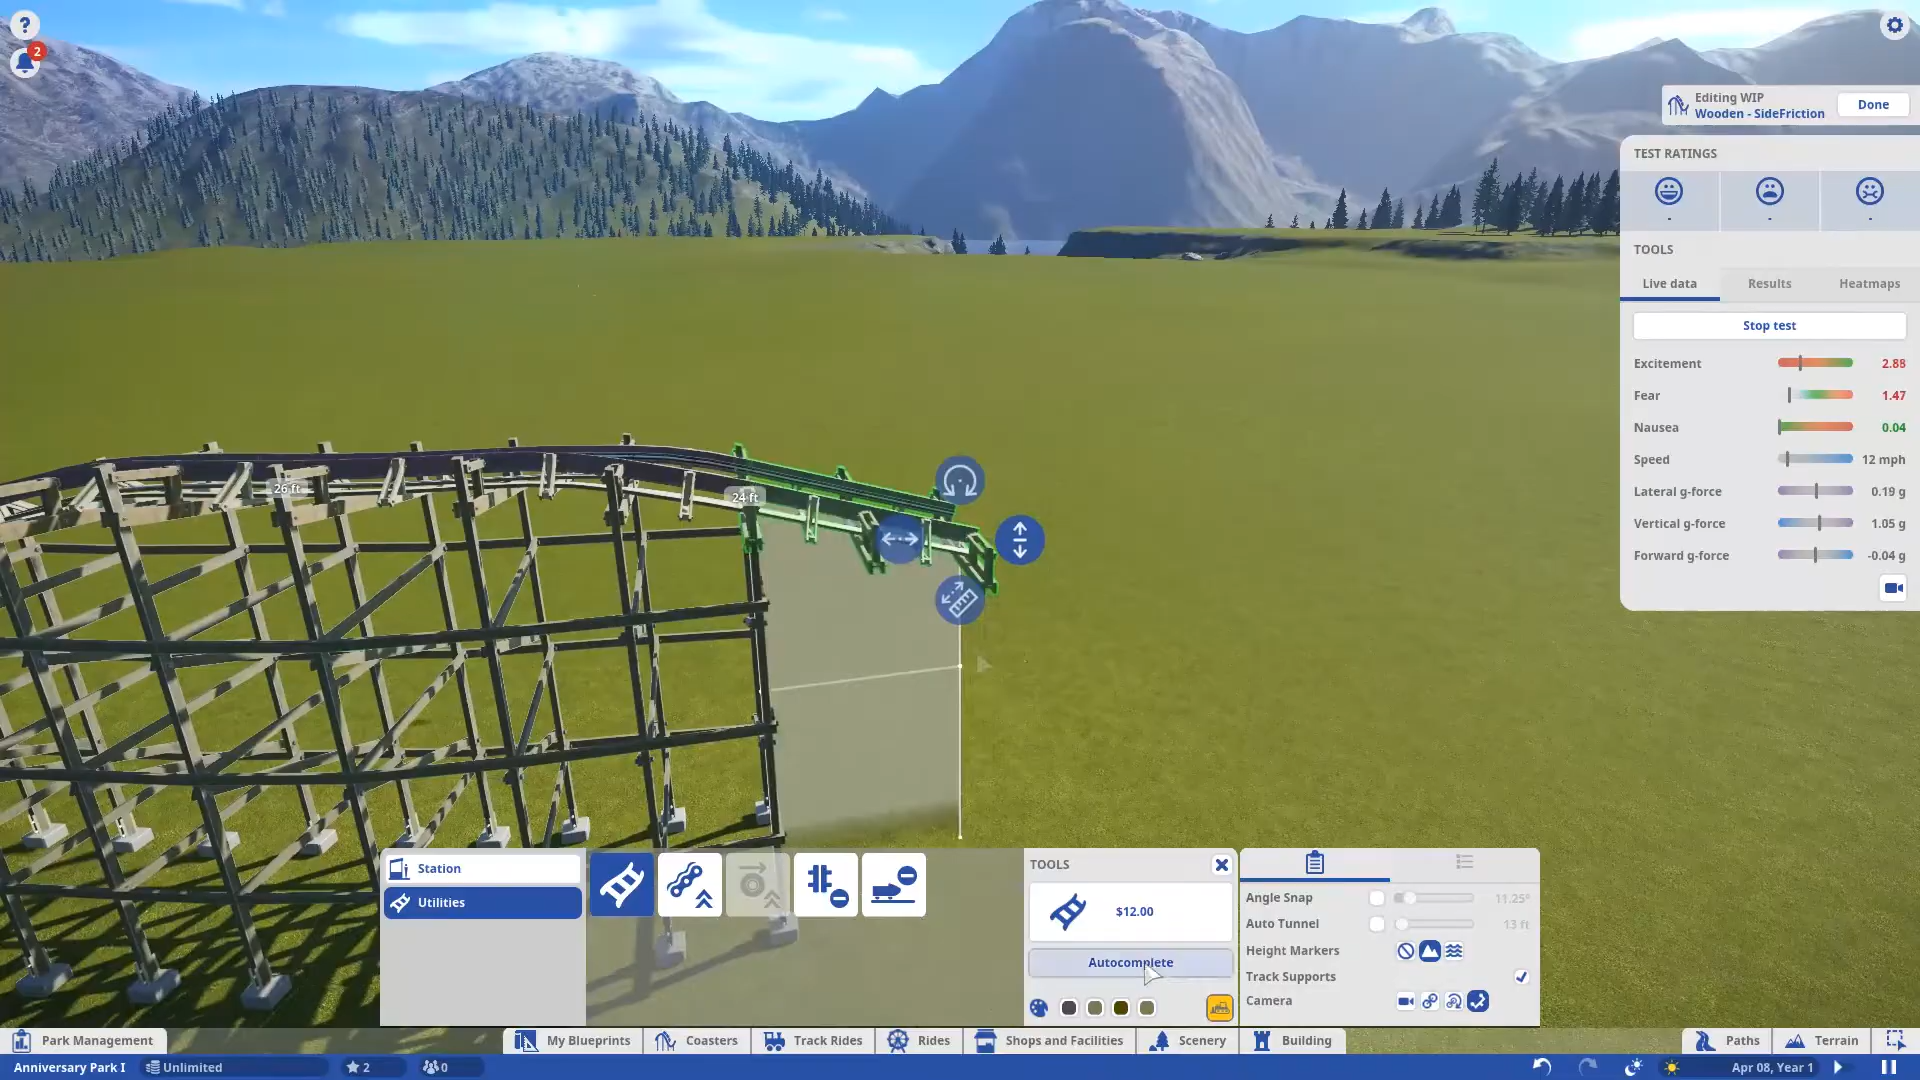 ?
2
Editing WIP
Wooden - SideFriction
Done
TEST RATINGS
- - -
TOOLS
Live data Results Heatmaps
Stop test
Excitement 2.88
Fear 1.47
Nausea 0.04
Speed 12 mph
Lateral g-force 0.19 g
Vertical g-force 1.05 g
Forward g-force -0.04 g
26 ft
24 ft
Station
Utilities
TOOLS
$12.00
Autocomplete
Angle Snap 11.25°
Auto Tunnel 13 ft
Height Markers
Track Supports
Camera
Park Management
My Blueprints Coasters Track Rides Rides Shops and Facilities Scenery Building
Paths Terrain
Anniversary Park I Unlimited 2 0
Apr 08, Year 1